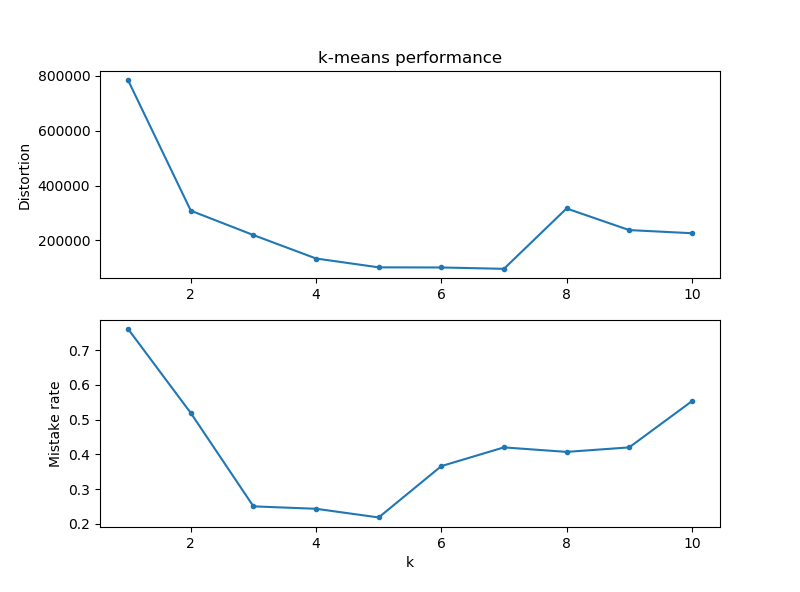 k-means performance
800000
600000
400000
200000
Distortion
2 4 6 8 10
0.7
0.6
0.5
0.4
0.3
0.2
Mistake rate
2 4 6 8 10
k